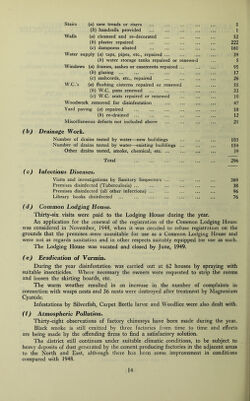 Stairs (a) new treads or risers ... 5
(b) handrails provided ... 1
Walls (a) cleansed and re-decorated ... 12
(b) plaster repaired ... 22
(c) dampness abated ... 161
Water supply (a) taps, pipes, etc., repaired ... 19
(b) water storage tanks repaired or renewed
Windows (a) frames, sashes or casements repaired ... 95
(b) glazing ... 17
(c) sashcords, etc., repaired ... 26
W.C.'s (a) flushing cisterns repaired or renewed ... 55
(b) W.C. pans renewed ... 23
(c) W.C. seats repaired or renewed
Woodwork removed for disinfestation ... 47
Yard paving (a) repaired ... 18
(b) re-drained ... 12
Miscellaneous defects not included above ... 21
(b) Drainage Work.
Number of drains tested by water—new buildings ... 103
Number of drains tested by water—existing buildings ... 154
Other drains tested, smoke, chemical, etc. ... 39
Total ... 296
(c) Infectious Diseases.
Visits and investigations by Sanitary Inspectors ... 269
Premises disinfected (Tuberculosis) ... 38
Premises disinfected (all other infections) ... 86
Library books disinfected ... 76
(d) Common Lodging House.
Thirty-six visits were paid to the Lodging House during the year.
An application for the renewal of the registration of the Common Lodging House
was considered in November, 1944, when it was decided to refuse registration on the
grounds that the premises were unsuitable for use as a Common Lodging House and
were not as regards sanitation and in other respects suitably equipped for use as such.
The Lodging House was vacated and closed by June, 1949.
(e) Eradication of Vermin.
During the year disinfestation was carried out at 62 houses by spraying with
suitable insecticides. Where necessary the owners were requested to strip the rooms
and loosen the skirting boards, etc.
The warm weather resulted in an increase in the number of complaints in
connection with wasps nests and 36 nests were destroyed after treatment by Magnesium
Cyanide.
Infestations by Silverfish, Carpet Beetle larvæ and Woodlice were also dealt with.
(f) Atmospheric Pollution.
Thirty-eight observations of factory chimneys have been made during the year.
Black smoke is still emitted by three factories from time to time and efforts
are being made by the offending firms to find a satisfactory solution.
The district still continues under suitable climatic conditions, to be subject to
heavy deposits of dust generated by the cement producing factories in the adjacent areas
to the North and East, although there has been some improvement in conditions
compared with 1948.
14